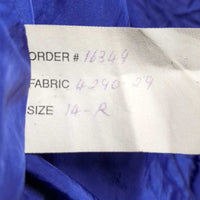 ORDER # 16349
FABRIC 4290 29
SIZE 14-R